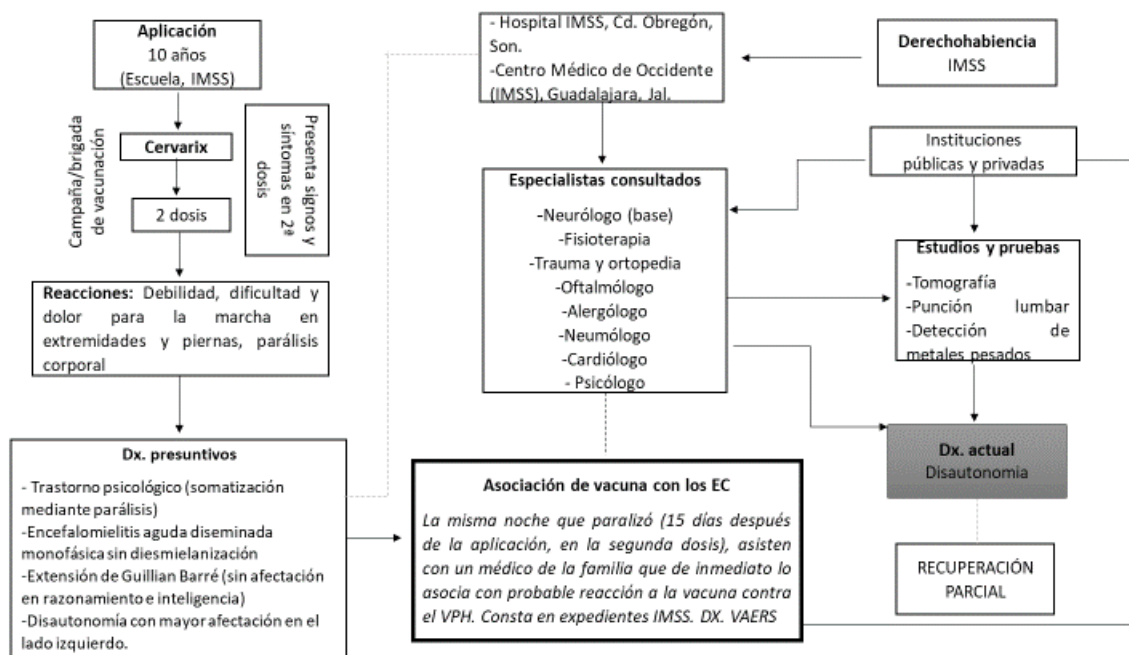 Aplicación
10 años
(Escuela, IMSS)
Campaña/brigada
de vacunación
Cervarix
2 dosis
Presenta signos y
síntomas en 2ª
dosis
Reacciones: Debilidad, dificultad y
dolor para la marcha en
extremidades y piernas, parálisis
corporal
Dx. presuntivos
- Trastorno psicológico (somatización
mediante parálisis)
-Encefalomielitis aguda diseminada
monofásica sin diesmielanización
-Extensión de Guillian Barré (sin afectación
en razonamiento e inteligencia)
-Disautonomía con mayor afectación en el
lado izquierdo.
- Hospital IMSS, Cd. Obregón,
Son.
-Centro Médico de Occidente
(IMSS), Guadalajara, Jal.
Especialistas consultados
-Neurólogo (base)
-Fisioterapia
-Trauma y ortopedia
-Oftalmólogo
-Alergólogo
-Neumólogo
-Cardiólogo
- Psicólogo
Asociación de vacuna con los EC
La misma noche que paralizó (15 días después
de la aplicación, en la segunda dosis), asisten
con un médico de la familia que de inmediato lo
asocia con probable reacción a la vacuna contra
el VPH. Consta en expedientes IMSS. DX. VAERS
Derechohabiencia
IMSS
Instituciones
públicas y privadas
Estudios y pruebas
-Tomografía
-Punción lumbar
-Detección de
metales pesados
Dx. actual
Disautonomia
RECUPERACIÓN
PARCIAL